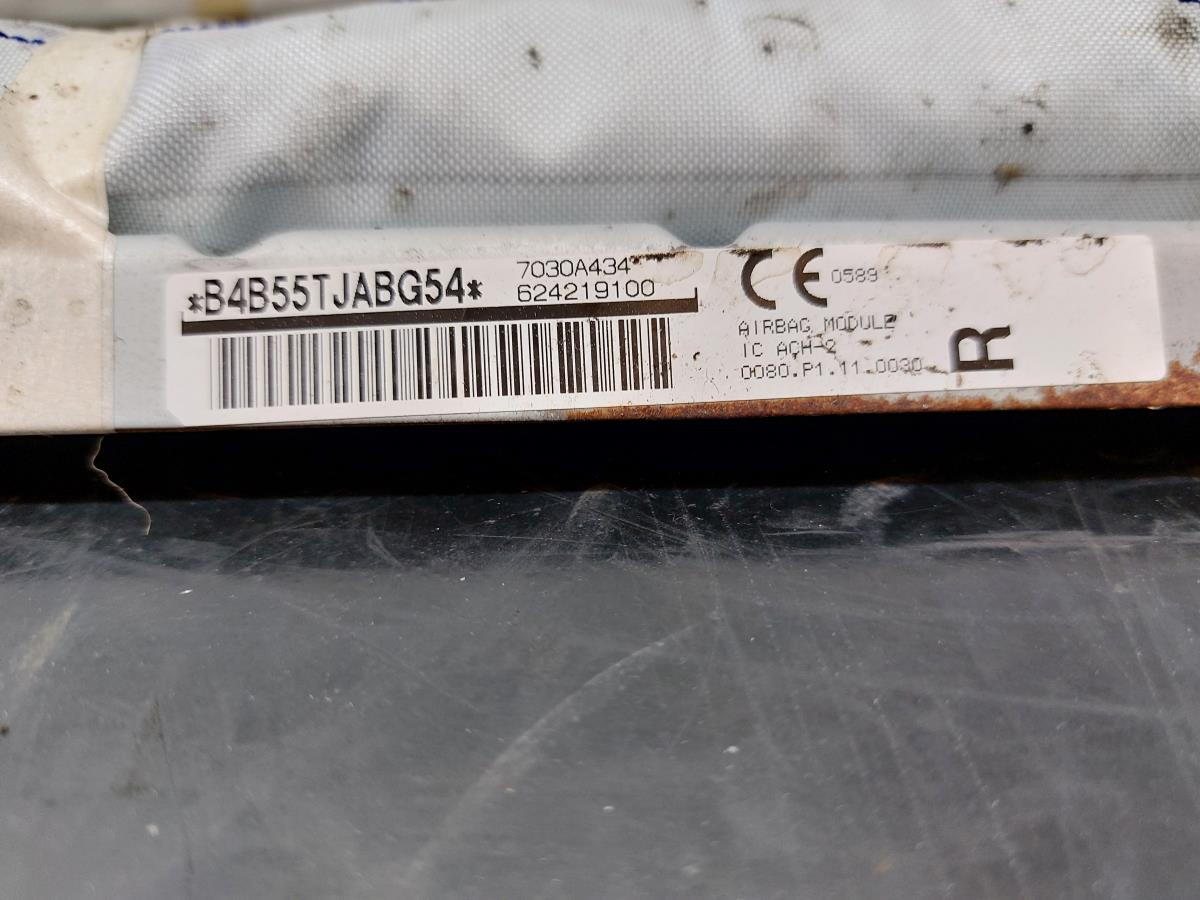 *B4B55TJABG54*
7030A434
624219100
CE 0589
AIRBAG MODULE
IC ACH-2
0080.P1.11.0030
R